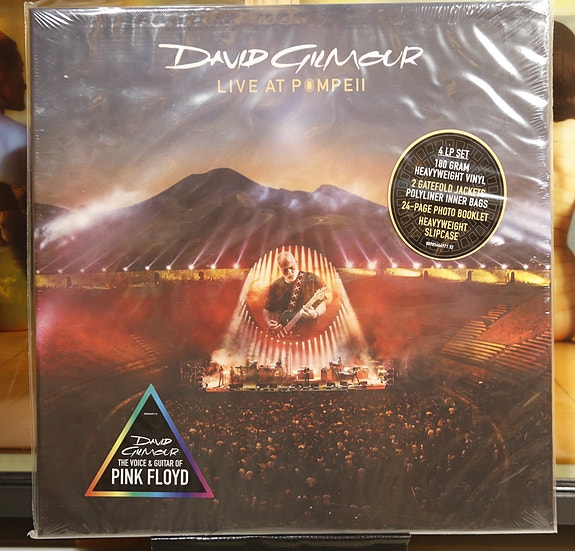 DAVID GILMOUR
LIVE AT POMPEII
4 LP SET
180 GRAM
HEAVYWEIGHT VINYL
2 GATEFOLD JACKETS
POLYLINER INNER BAGS
24-PAGE PHOTO BOOKLET
HEAVYWEIGHT
SLIPCASE
DAVID
GILMOUR
THE VOICE & GUITAR OF
PINK FLOYD